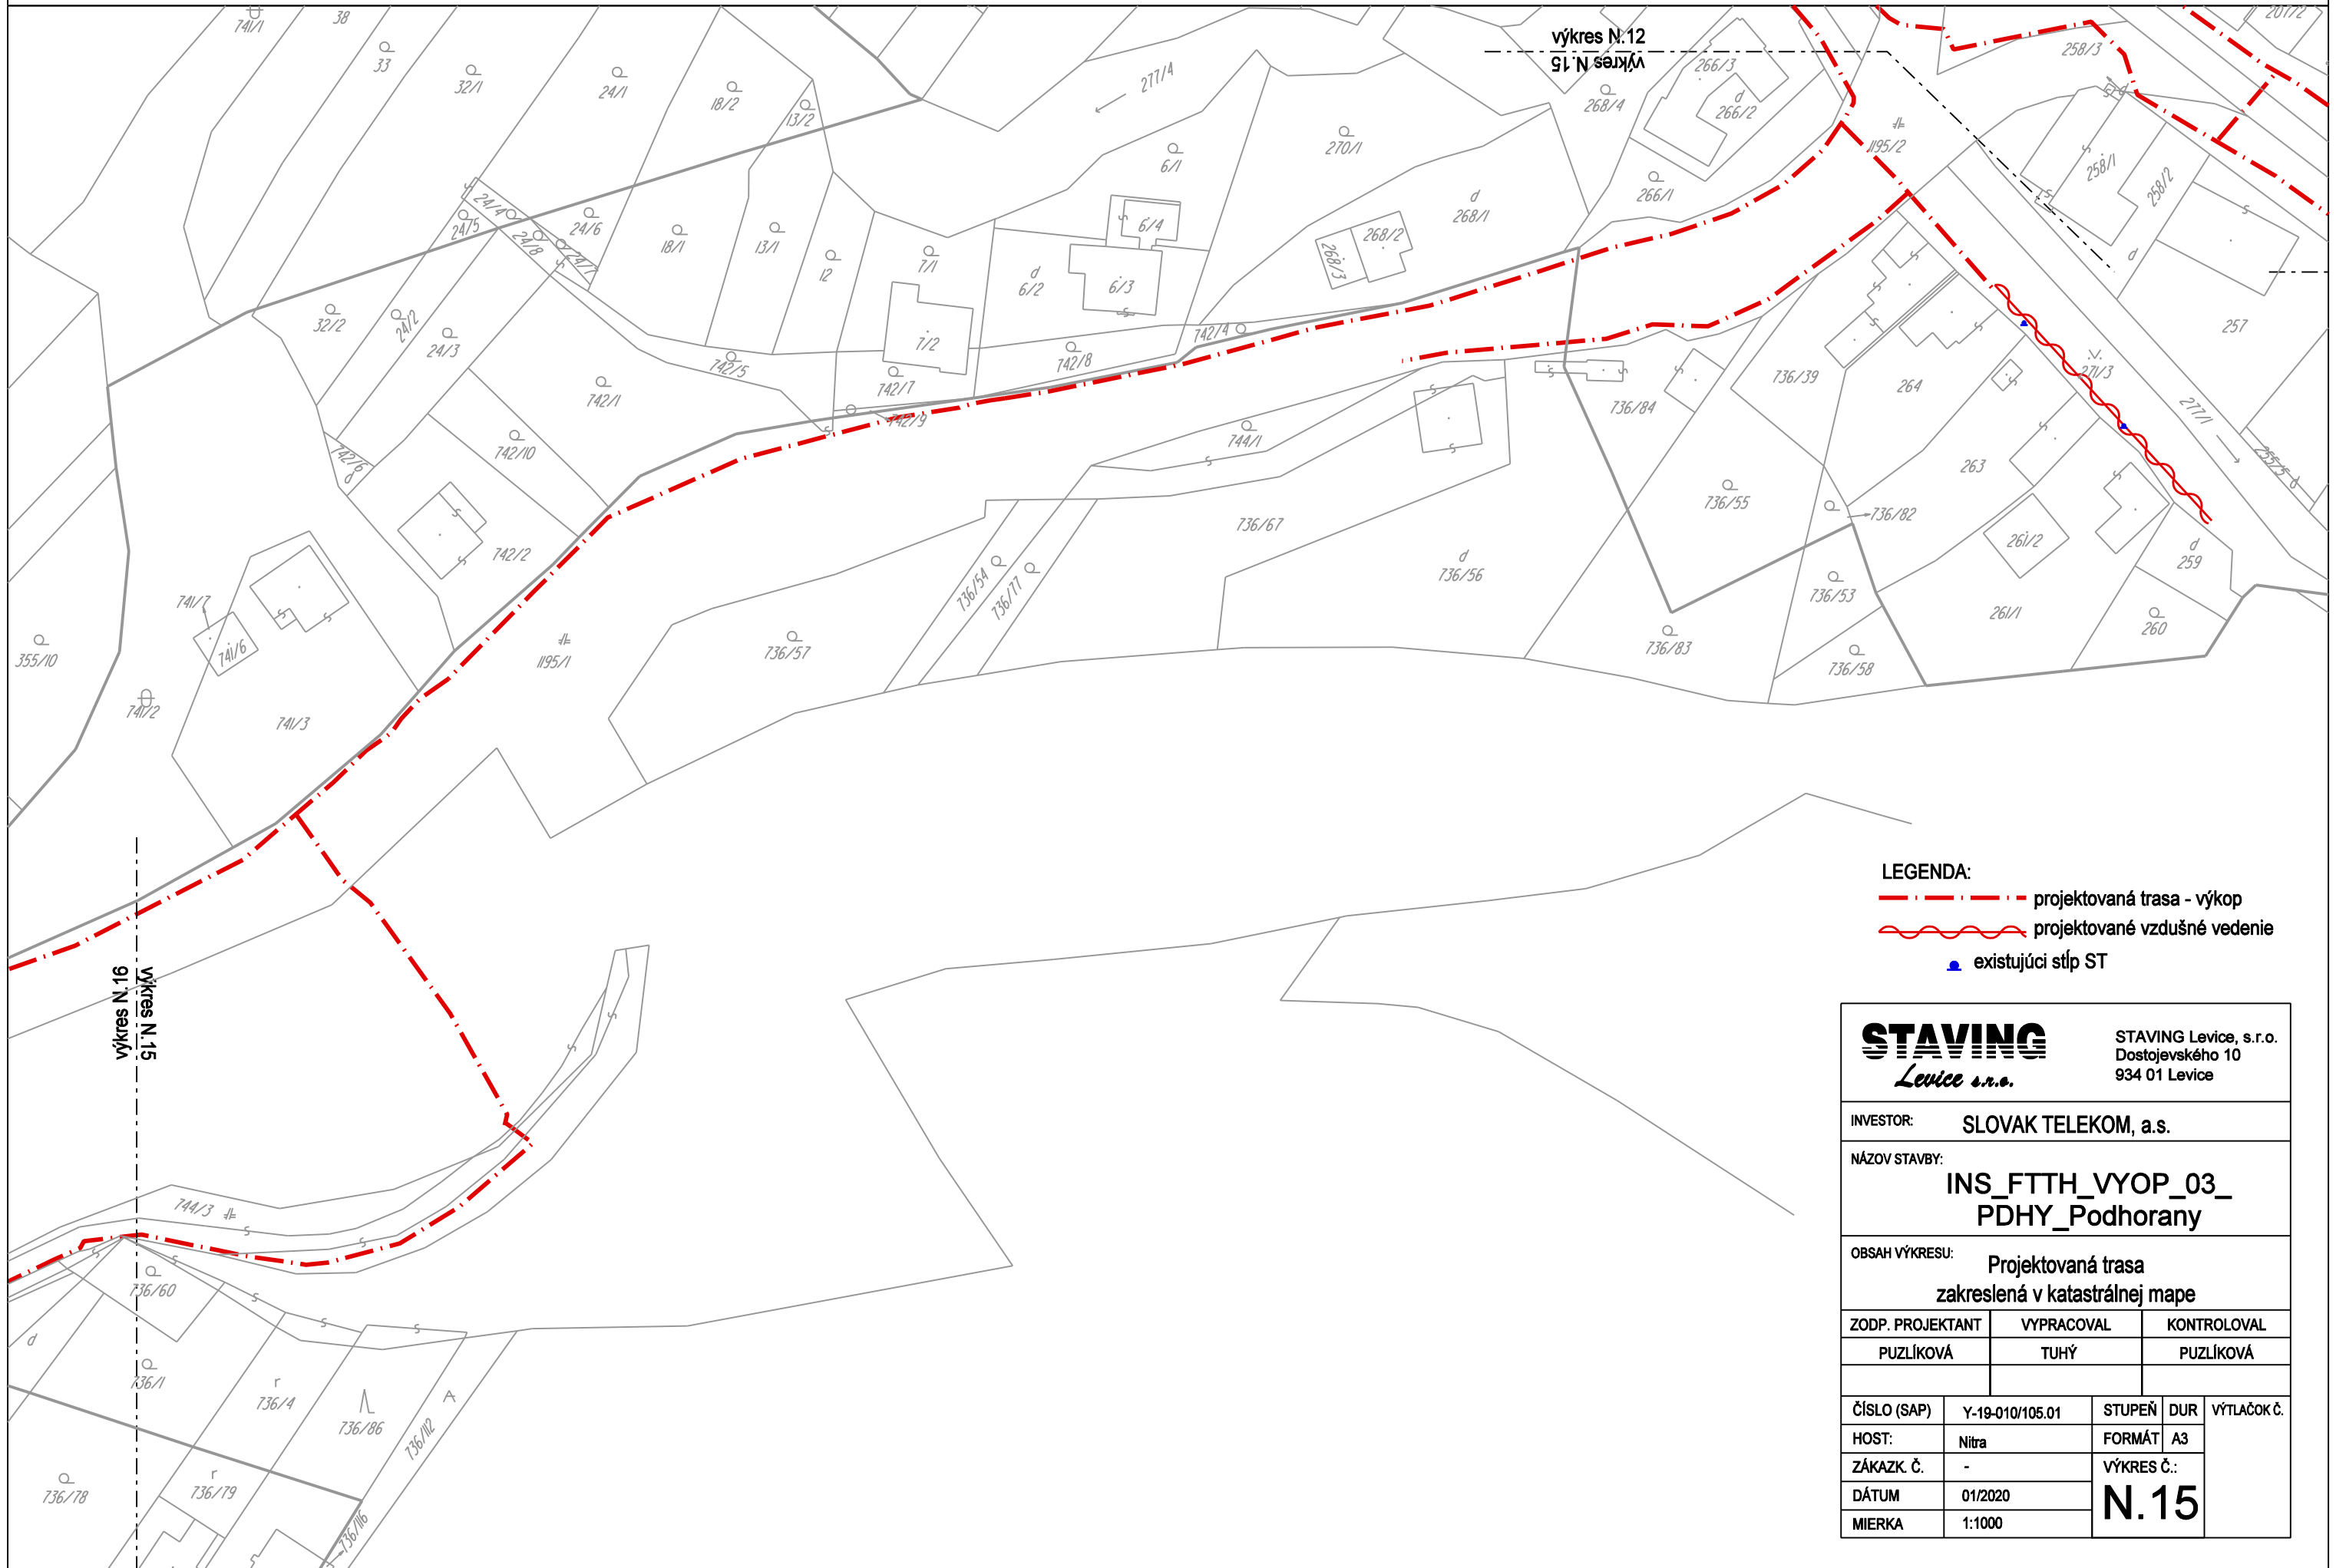 741/1
38
33
32/1
24/1
18/2
13/2
277/4
výkres N.12
výkres N.15
266/3
268/4
266/2
258/3
207/2
1195/2
6/1
270/1
266/1
258/1
258/2
24/4
24/5
24/8
24/6
24/7
18/1
13/1
12
7/1
d
6/2
6/4
6/3
d
268/1
268/2
268/3
257
32/2
24/2
24/3
7/2
742/4
742/8
742/5
742/7
742/9
742/1
742/10
742/6
d
742/2
744/1
736/84
736/39
264
271/3
277/1
255/5
d
263
736/55
736/82
736/67
261/2
d
259
d
736/56
736/54
736/77
736/53
261/1
260
741/7
741/6
355/10
741/2
741/3
1195/1
736/57
736/83
736/58
výkres N.16
výkres N.15
744/3
736/60
d
736/1
r
736/4
736/86
736/112
736/78
r
736/79
736/116
LEGENDA:
projektovaná trasa - výkop
projektované vzdušné vedenie
existujúci stĺp ST
STAVING
Levice s.r.o.
STAVING Levice, s.r.o.
Dostojevského 10
934 01 Levice
INVESTOR: SLOVAK TELEKOM, a.s.
NÁZOV STAVBY:
INS_FTTH_VYOP_03_
PDHY_Podhorany
OBSAH VÝKRESU: Projektovaná trasa
zakreslená v katastrálnej mape
ZODP. PROJEKTANT VYPRACOVAL KONTROLOVAL
PUZLÍKOVÁ TUHÝ PUZLÍKOVÁ
ČÍSLO (SAP) Y-19-010/105.01 STUPEŇ DUR VÝTLAČOK Č.
HOST: Nitra FORMÁT A3
ZÁKAZK. Č. - VÝKRES Č.:
DÁTUM 01/2020 N.15
MIERKA 1:1000